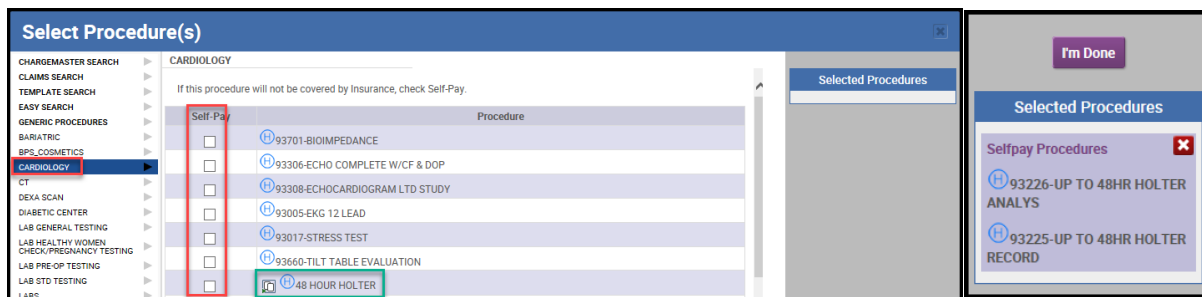 Select Procedure(s)
CHARGEMASTER SEARCH
CLAIMS SEARCH
TEMPLATE SEARCH
EASY SEARCH
GENERIC PROCEDURES
BARIATRIC
BPS_COSMETICS
CARDIOLOGY
CT
DEXA SCAN
DIABETIC CENTER
LAB GENERAL TESTING
LAB HEALTHY WOMEN
CHECK/PREGNANCY TESTING
LAB PRE-OP TESTING
LAB STD TESTING
LABS
CARDIOLOGY
If this procedure will not be covered by Insurance, check Self-Pay.
Self-Pay Procedure
H 93701-BIOIMPEDANCE
H 93306-ECHO COMPLETE W/CF & DOP
H 93308-ECHOCARDIOGRAM LTD STUDY
H 93005-EKG 12 LEAD
H 93017-STRESS TEST
H 93660-TILT TABLE EVALUATION
H 48 HOUR HOLTER
Selected Procedures
I'm Done
Selected Procedures
Selfpay Procedures
H 93226-UP TO 48HR HOLTER
ANALYS
H 93225-UP TO 48HR HOLTER
RECORD